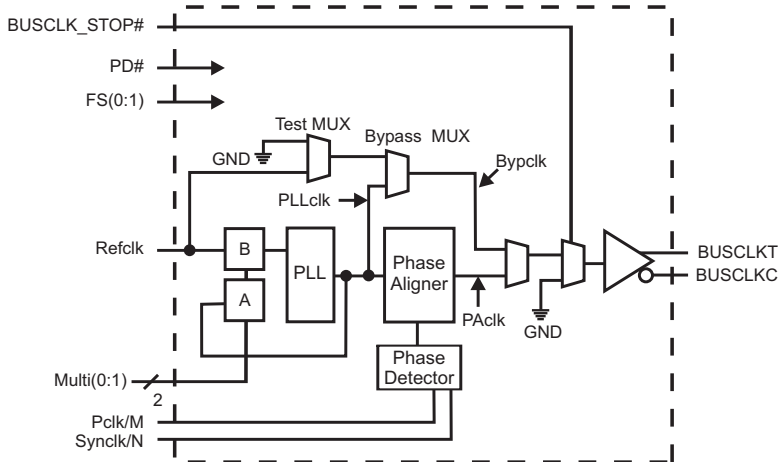 BUSCLK_STOP#
PD#
FS(0:1)
Test MUX
Bypass MUX
GND
Bypclk
PLLclk
Refclk
B
PLL
Phase
Aligner
A
BUSCLKT
BUSCLKC
PAclk
GND
Phase
Detector
Multi(0:1)
2
Pclk/M
Synclk/N